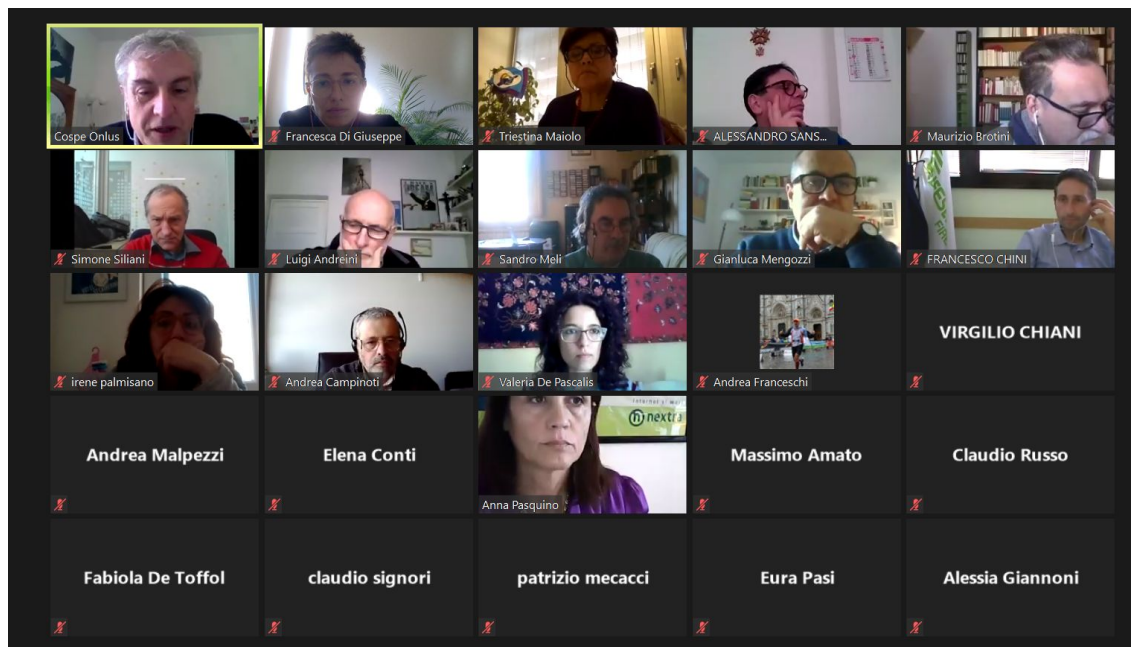 Cospe Onlus
Francesca Di Giuseppe
Triestina Maiolo
ALESSANDRO SANS...
Maurizio Brotini
Simone Siliani
Luigi Andreini
Sandro Meli
Gianluca Mengozzi
FRANCESCO CHINI
irene palmisano
Andrea Campinoti
Valeria De Pascalis
Andrea Franceschi
VIRGILIO CHIANI
Andrea Malpezzi
Elena Conti
nextra
Anna Pasquino
Massimo Amato
Claudio Russo
Fabiola De Toffol
claudio signori
patrizio mecacci
Eura Pasi
Alessia Giannoni